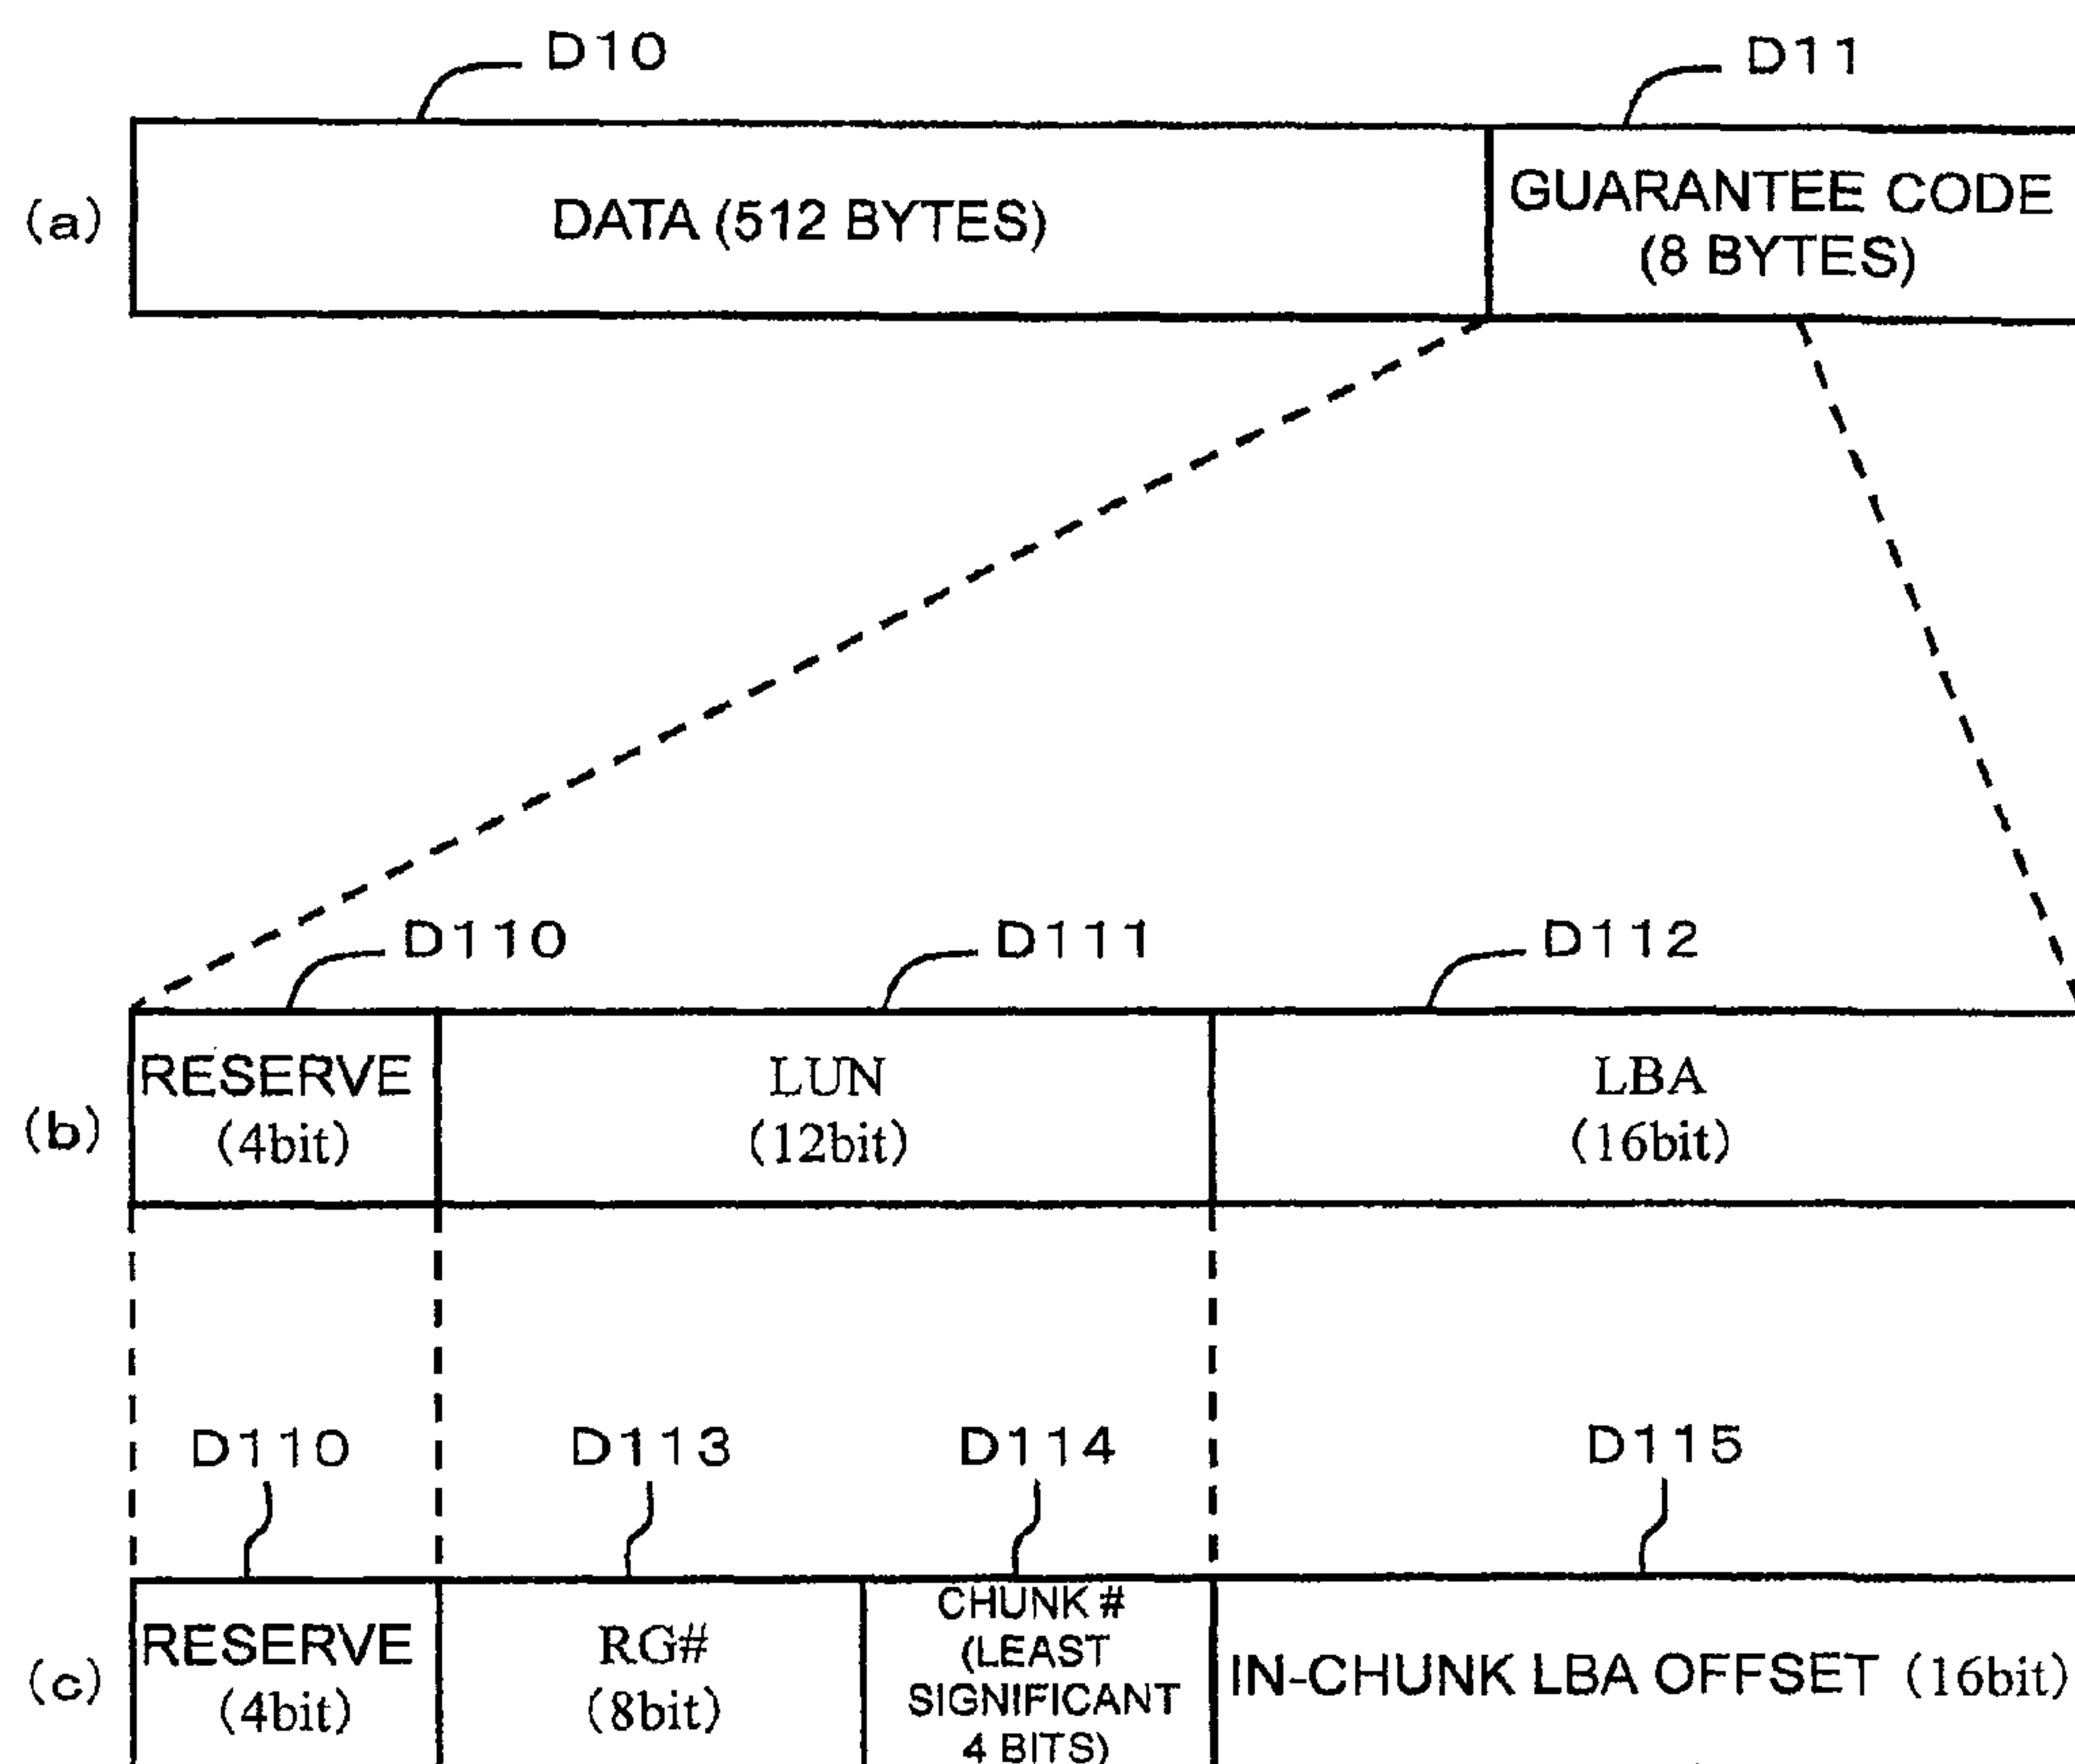 D10
D11
(a)
DATA (512 BYTES)
GUARANTEE CODE
(8 BYTES)
D110
D111
D112
(b)
RESERVE
(4bit)
LUN
(12bit)
LBA
(16bit)
D110
D113
D114
D115
(c)
RESERVE
(4bit)
RG#
(8bit)
CHUNK #
(LEAST
SIGNIFICANT
4 BITS)
IN-CHUNK LBA OFFSET (16bit)